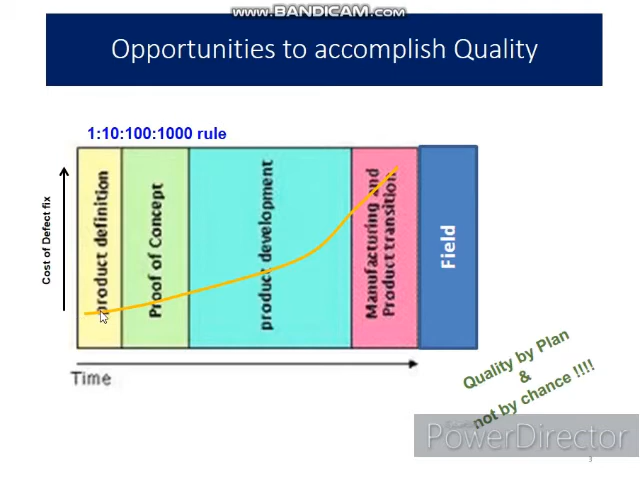 www.BANDICAM.com
Opportunities to accomplish Quality
1:10:100:1000 rule
Cost of Defect fix
product definition
Proof of Concept
product development
Manufacturing and
Product transition
Field
Time
Quality by Plan
&
not by chance !!!!
PowerDirector
3